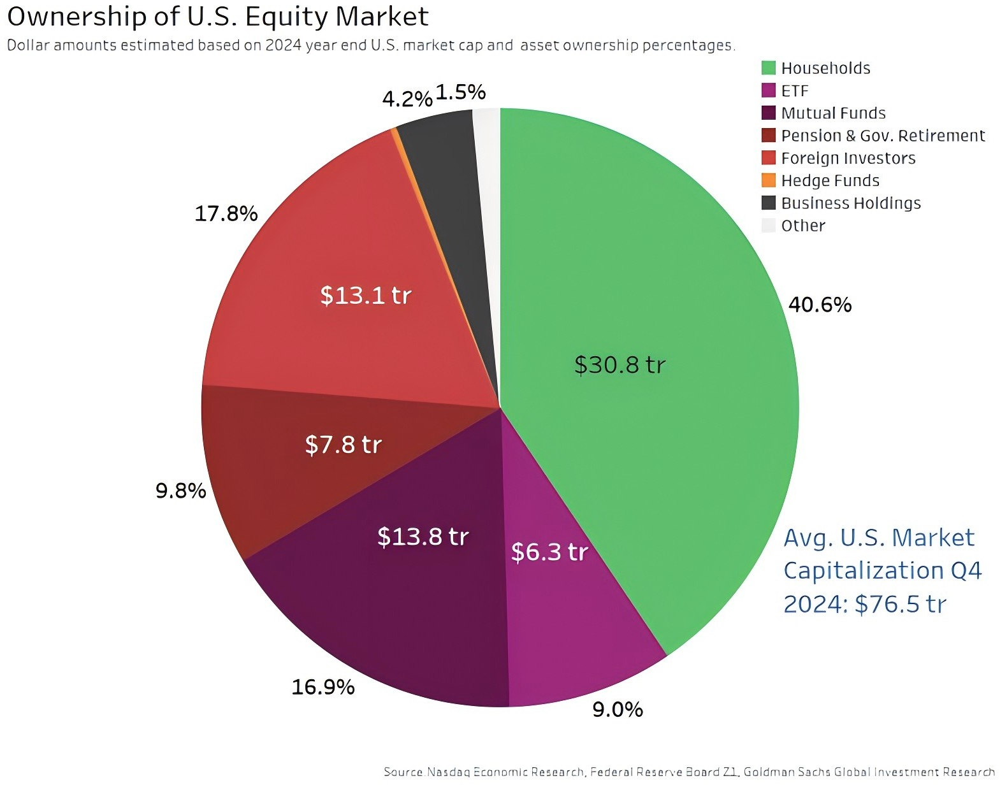 Ownership of U.S. Equity Market
Dollar amounts estimated based on 2024 year end U.S. market cap and asset ownership percentages.
Households
ETF
Mutual Funds
Pension & Gov. Retirement
Foreign Investors
Hedge Funds
Business Holdings
Other
4.2%
1.5%
17.8%
$13.1 tr
40.6%
$30.8 tr
$7.8 tr
9.8%
$13.8 tr
$6.3 tr
16.9%
9.0%
Avg. U.S. Market
Capitalization Q4
2024: $76.5 tr
Source.Nasdaq Economic Research, Federal Reserve Board Z1, Goldman Sachs Global Investment Research